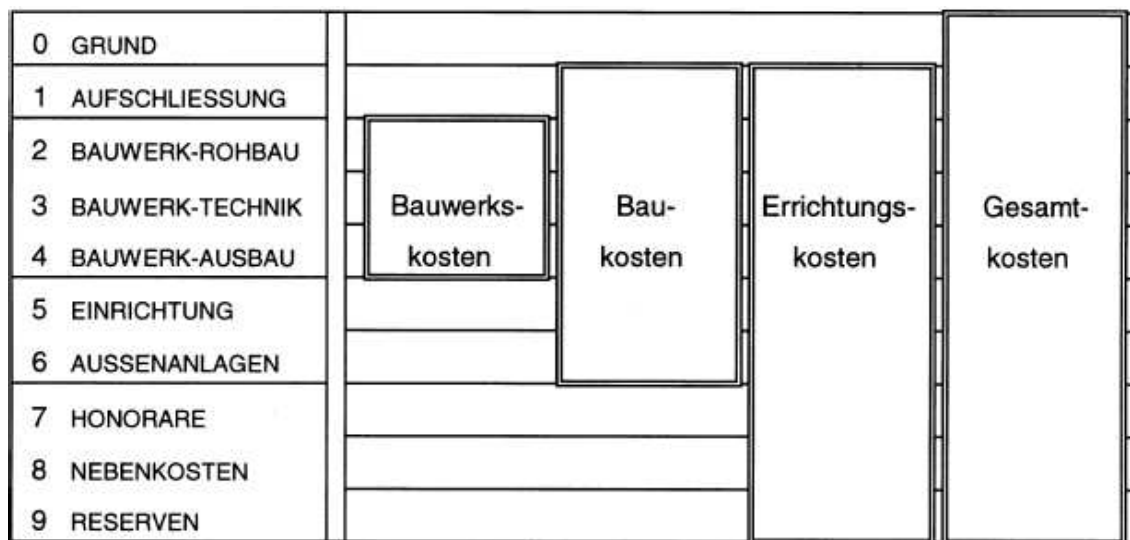 0 GRUND
1 AUFSCHLIESSUNG
2 BAUWERK-ROHBAU
3 BAUWERK-TECHNIK
4 BAUWERK-AUSBAU
5 EINRICHTUNG
6 AUSSENANLAGEN
7 HONORARE
8 NEBENKOSTEN
9 RESERVEN
Bauwerks-
kosten
Bau-
kosten
Errichtungs-
kosten
Gesamt-
kosten